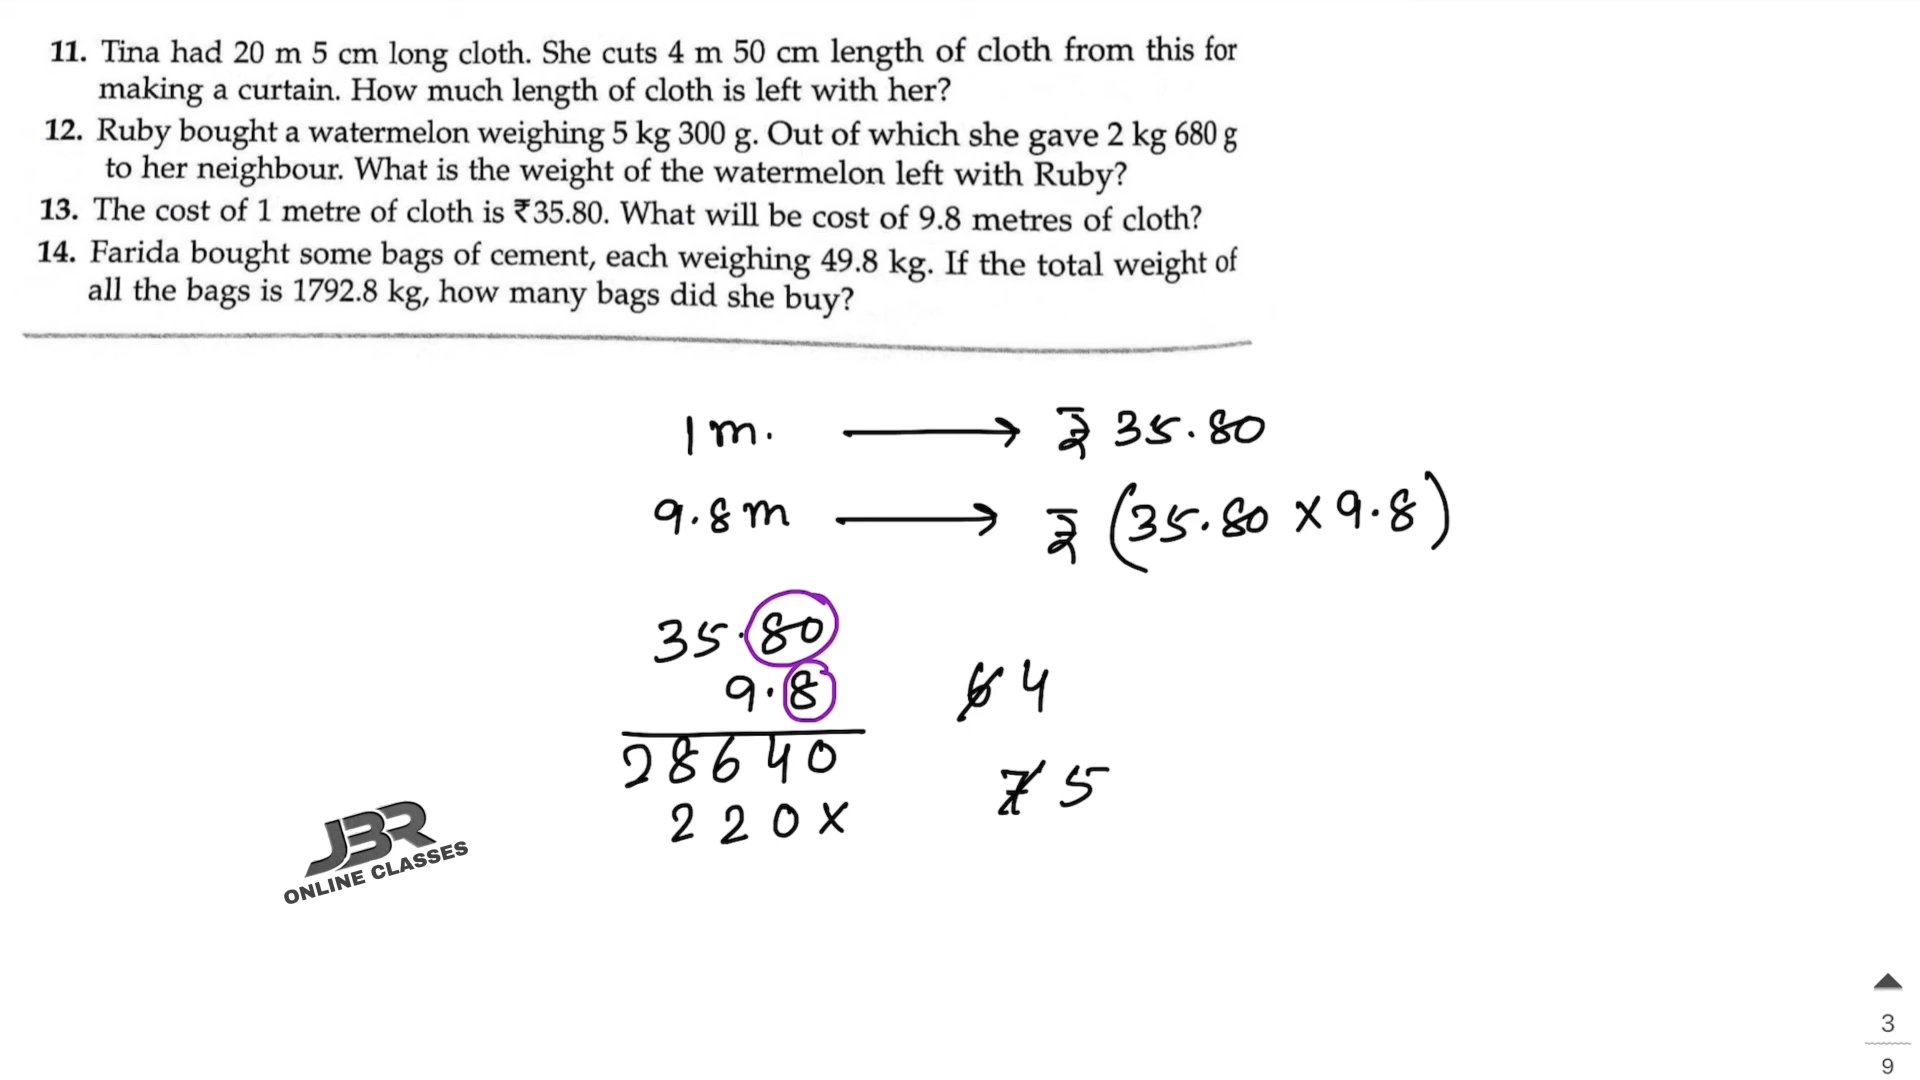 11. Tina had 20 m 5 cm long cloth. She cuts 4 m 50 cm length of cloth from this for
making a curtain. How much length of cloth is left with her?
12. Ruby bought a watermelon weighing 5 kg 300 g. Out of which she gave 2 kg 680 g
to her neighbour. What is the weight of the watermelon left with Ruby?
13. The cost of 1 metre of cloth is ₹35.80. What will be cost of 9.8 metres of cloth?
14. Farida bought some bags of cement, each weighing 49.8 kg. If the total weight of
all the bags is 1792.8 kg, how many bags did she buy?
1 m. ⟶ ₹ 35.80
9.8 m ⟶ ₹ (35.80 × 9.8)
35.80
9.8
6 4
28640
7 5
220×
JBR
ONLINE CLASSES
3
9